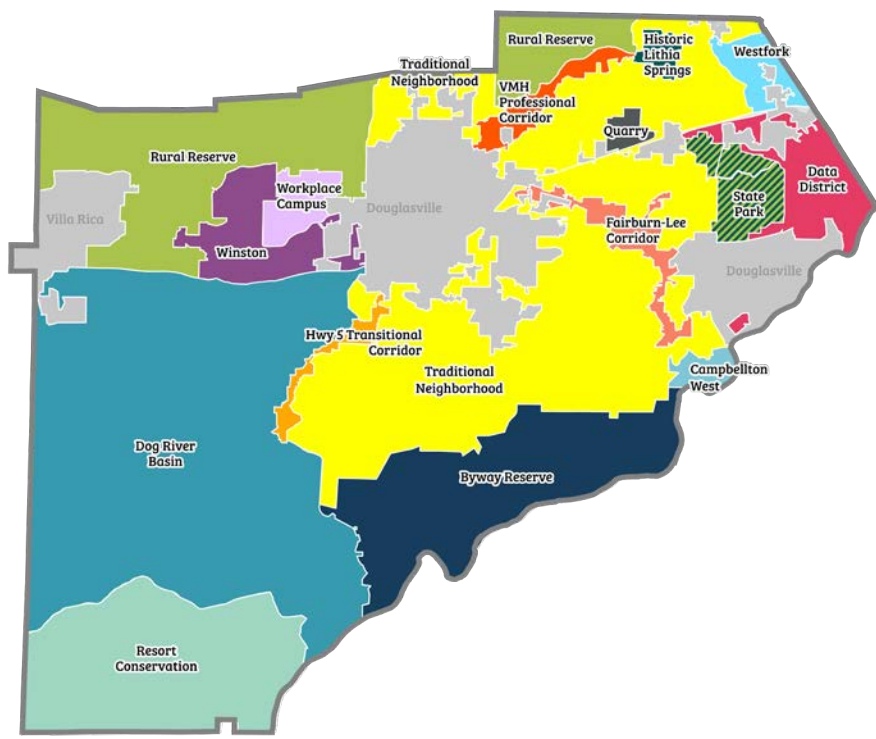 Rural Reserve
Historic
Lithia
Springs
Westfork
Traditional
Neighborhood
VMH
Professional
Corridor
Quarry
Rural Reserve
Workplace
Campus
Data
District
State
Park
Villa Rica
Douglasville
Fairburn-Lee
Corridor
Winston
Douglasville
Hwy 5 Transitional
Corridor
Traditional
Neighborhood
Campbellton
West
Dog River
Basin
Byway Reserve
Resort
Conservation